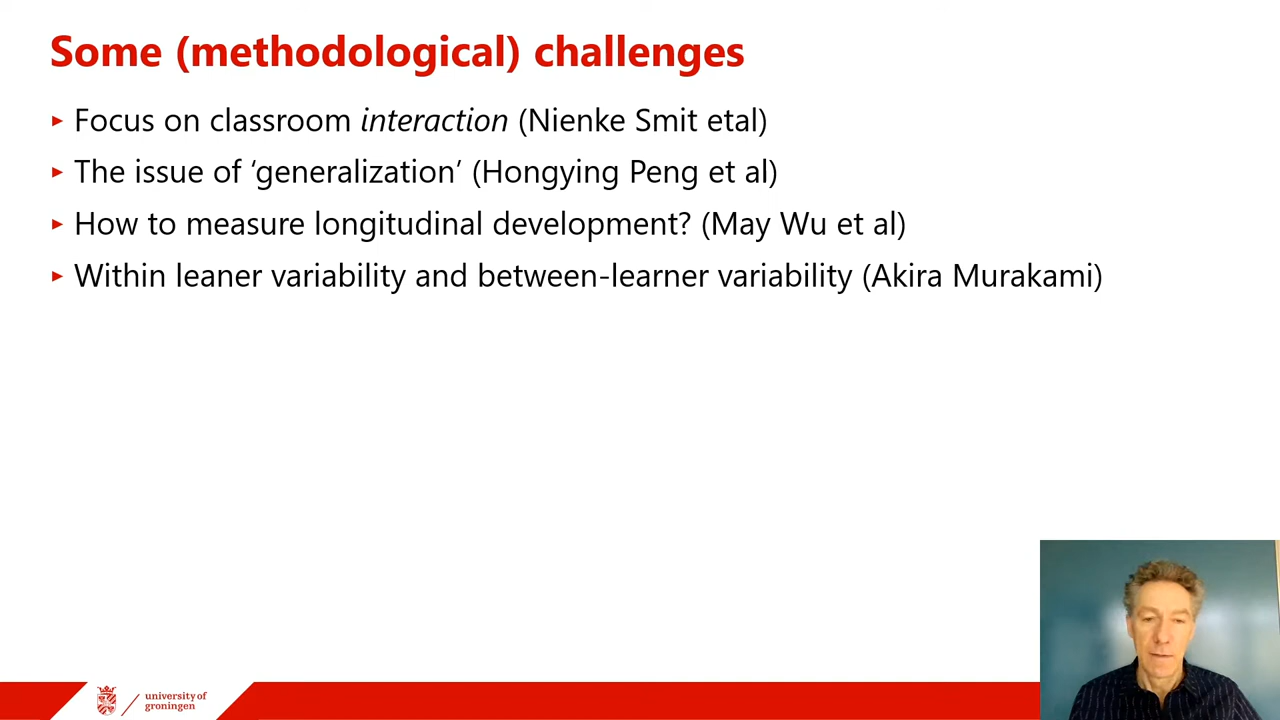 Some (methodological) challenges
▸ Focus on classroom interaction (Nienke Smit etal)
▸ The issue of ‘generalization’ (Hongying Peng et al)
▸ How to measure longitudinal development? (May Wu et al)
▸ Within leaner variability and between-learner variability (Akira Murakami)
university of
groningen